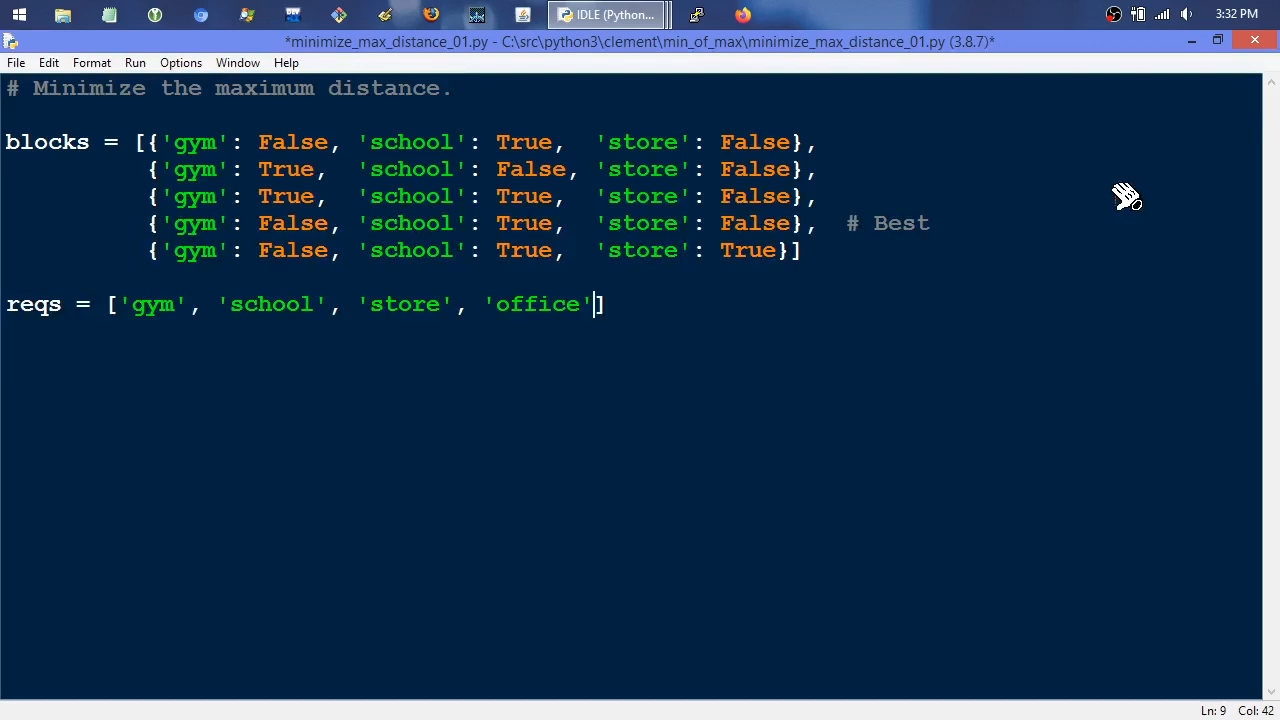 IDLE (Python...
3:32 PM
*minimize_max_distance_01.py - C:\src\python3\clement\min_of_max\minimize_max_distance_01.py (3.8.7)*
File Edit Format Run Options Window Help
# Minimize the maximum distance.
blocks = [{'gym': False, 'school': True,  'store': False},
{'gym': True,  'school': False, 'store': False},
{'gym': True,  'school': True,  'store': False},
{'gym': False, 'school': True,  'store': False},  # Best
{'gym': False, 'school': True,  'store': True}]
reqs = ['gym', 'school', 'store', 'office']
Ln: 9 Col: 42